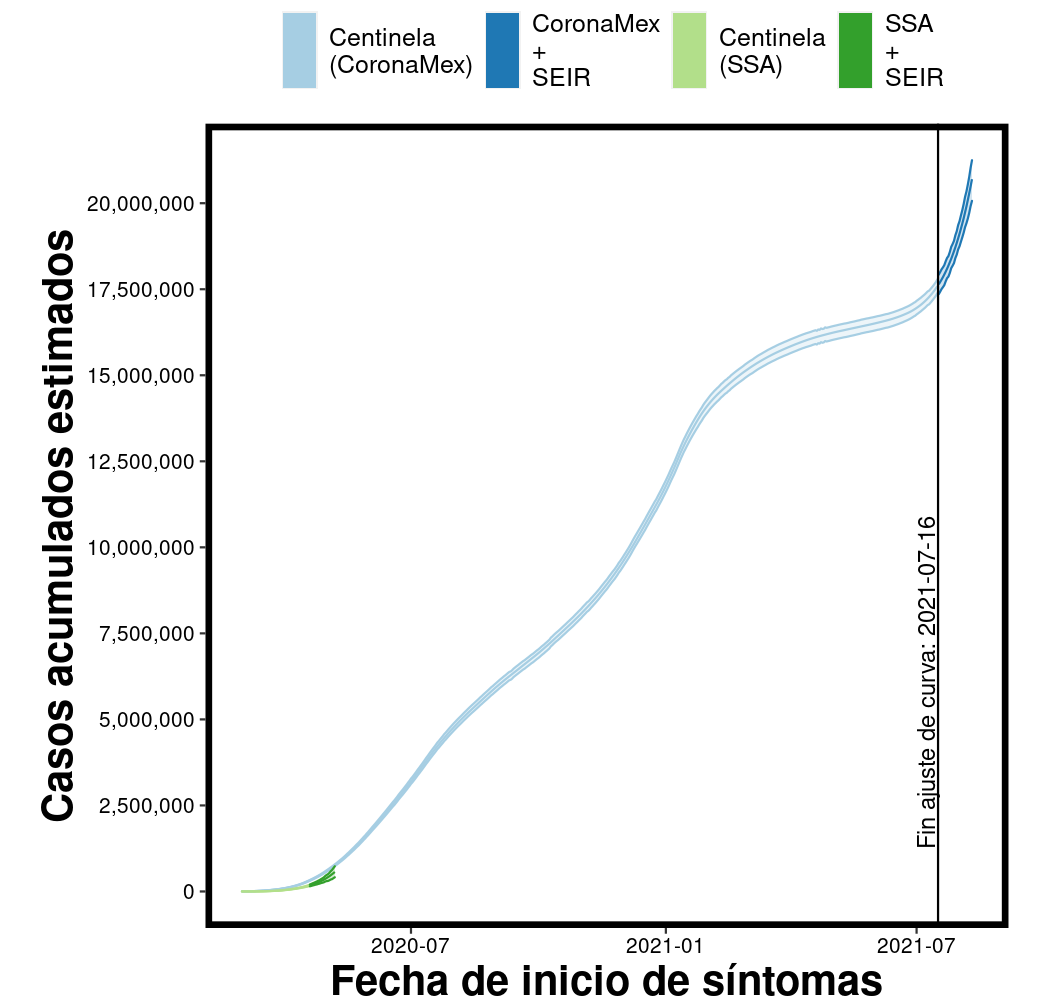 Centinela
(CoronaMex)
CoronaMex
+
SEIR
Centinela
(SSA)
SSA
+
SEIR
Casos acumulados estimados
20,000,000
17,500,000
15,000,000
12,500,000
10,000,000
7,500,000
5,000,000
2,500,000
0
Fin ajuste de curva: 2021-07-16
2020-07
2021-01
2021-07
Fecha de inicio de síntomas